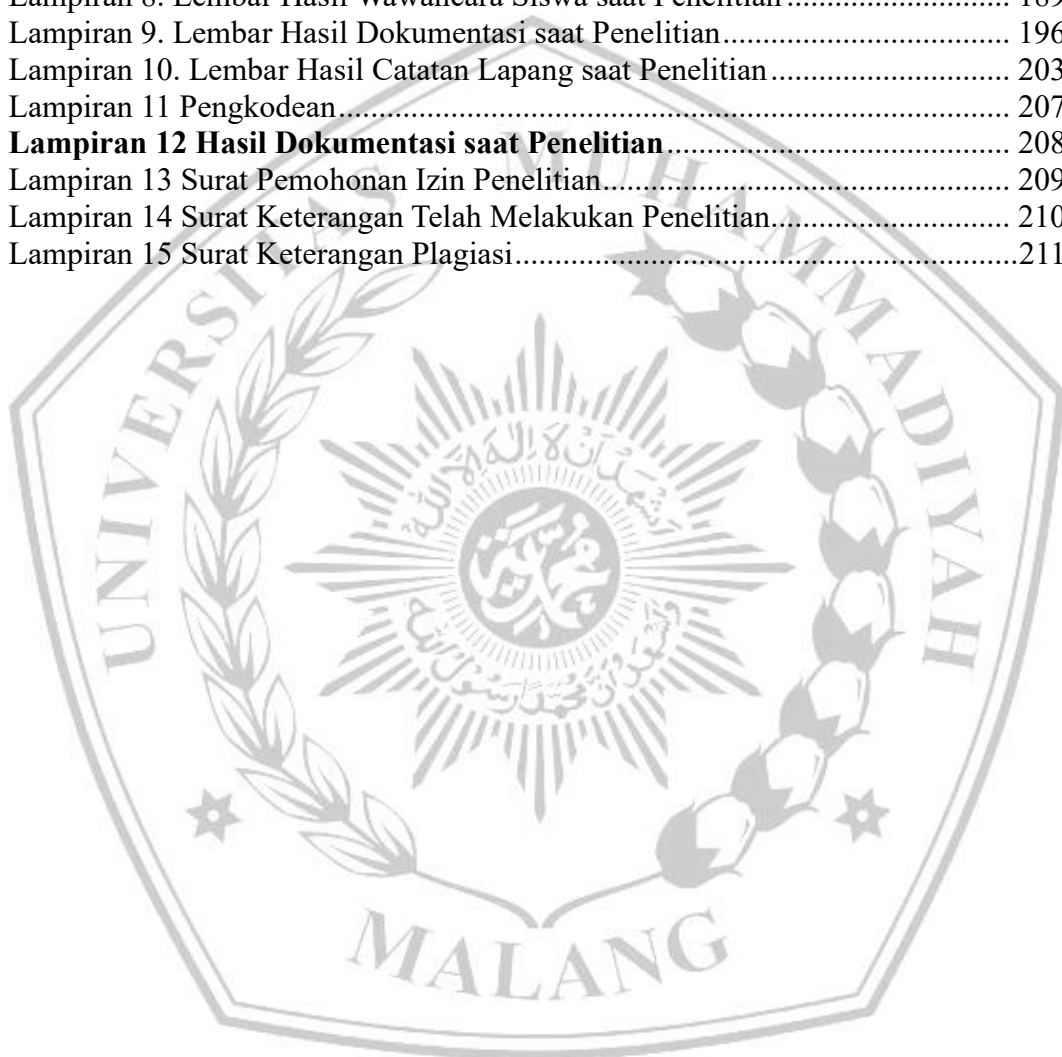 Lampiran 8. Lembar Hasil Wawancara Siswa saat Penelitian............................ 189
Lampiran 9. Lembar Hasil Dokumentasi saat Penelitian.................................... 196
Lampiran 10. Lembar Hasil Catatan Lapang saat Penelitian.............................. 203
Lampiran 11 Pengkodean.................................................................................... 207
Lampiran 12 Hasil Dokumentasi saat Penelitian........................................... 208
Lampiran 13 Surat Pemohonan Izin Penelitian................................................... 209
Lampiran 14 Surat Keterangan Telah Melakukan Penelitian.............................. 210
Lampiran 15 Surat Keterangan Plagiasi...............................................................211
UNIVERSITAS MUHAMMADIYAH
MALANG